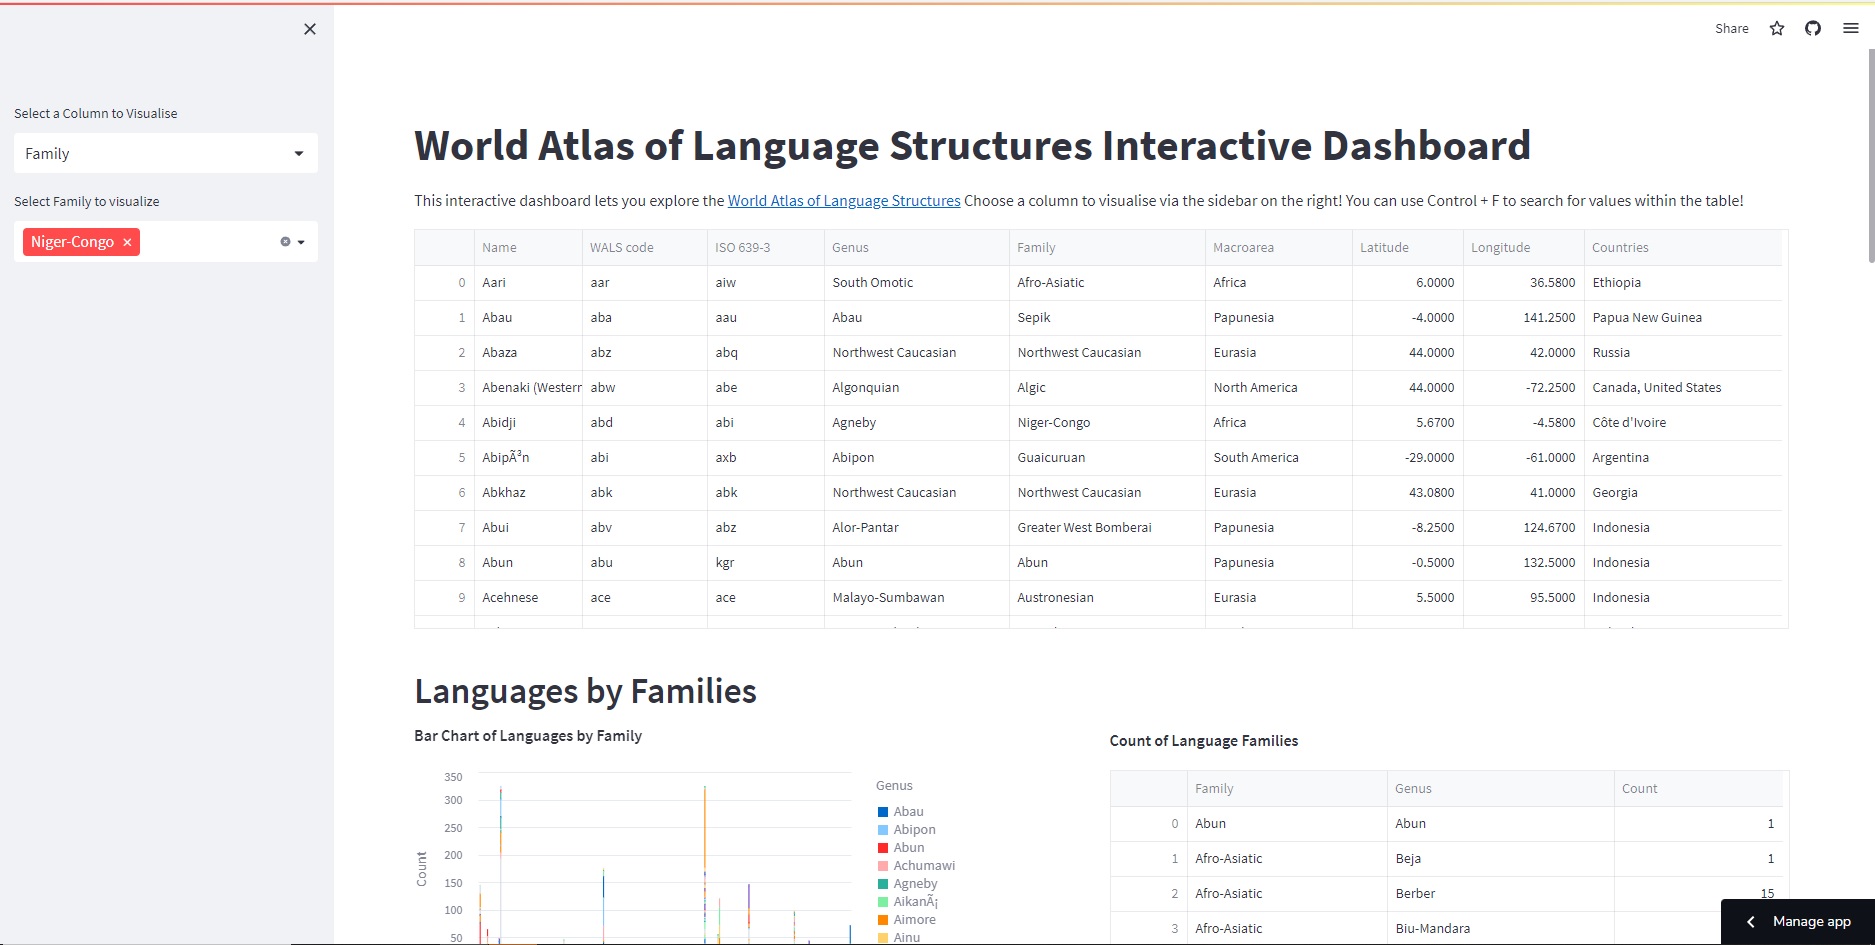 Share
Select a Column to Visualise
Family
Select Family to visualize
Niger-Congo
World Atlas of Language Structures Interactive Dashboard
This interactive dashboard lets you explore the World Atlas of Language Structures Choose a column to visualise via the sidebar on the right! You can use Control + F to search for values within the table!
Name WALS code ISO 639-3 Genus Family Macroarea Latitude Longitude Countries
0 Aari aar aiw South Omotic Afro-Asiatic Africa 6.0000 36.5800 Ethiopia
1 Abau aba aau Abau Sepik Papunesia -4.0000 141.2500 Papua New Guinea
2 Abaza abz abq Northwest Caucasian Northwest Caucasian Eurasia 44.0000 42.0000 Russia
3 Abenaki (Western abw abe Algonquian Algic North America 44.0000 -72.2500 Canada, United States
4 Abidji abd abi Agneby Niger-Congo Africa 5.6700 -4.5800 Côte d'Ivoire
5 AbipÃ³n abi axb Abipon Guaicuruan South America -29.0000 -61.0000 Argentina
6 Abkhaz abk abk Northwest Caucasian Northwest Caucasian Eurasia 43.0800 41.0000 Georgia
7 Abui abv abz Alor-Pantar Greater West Bomberai Papunesia -8.2500 124.6700 Indonesia
8 Abun abu kgr Abun Abun Papunesia -0.5000 132.5000 Indonesia
9 Acehnese ace ace Malayo-Sumbawan Austronesian Eurasia 5.5000 95.5000 Indonesia
Languages by Families
Bar Chart of Languages by Family
350
300
250
200
150
100
50
Count
Genus
Abau
Abipon
Abun
Achumawi
Agneby
AikanÃ¡
Aimore
Ainu
Count of Language Families
Family Genus Count
0 Abun Abun 1
1 Afro-Asiatic Beja 1
2 Afro-Asiatic Berber 15
3 Afro-Asiatic Biu-Mandara
Manage app